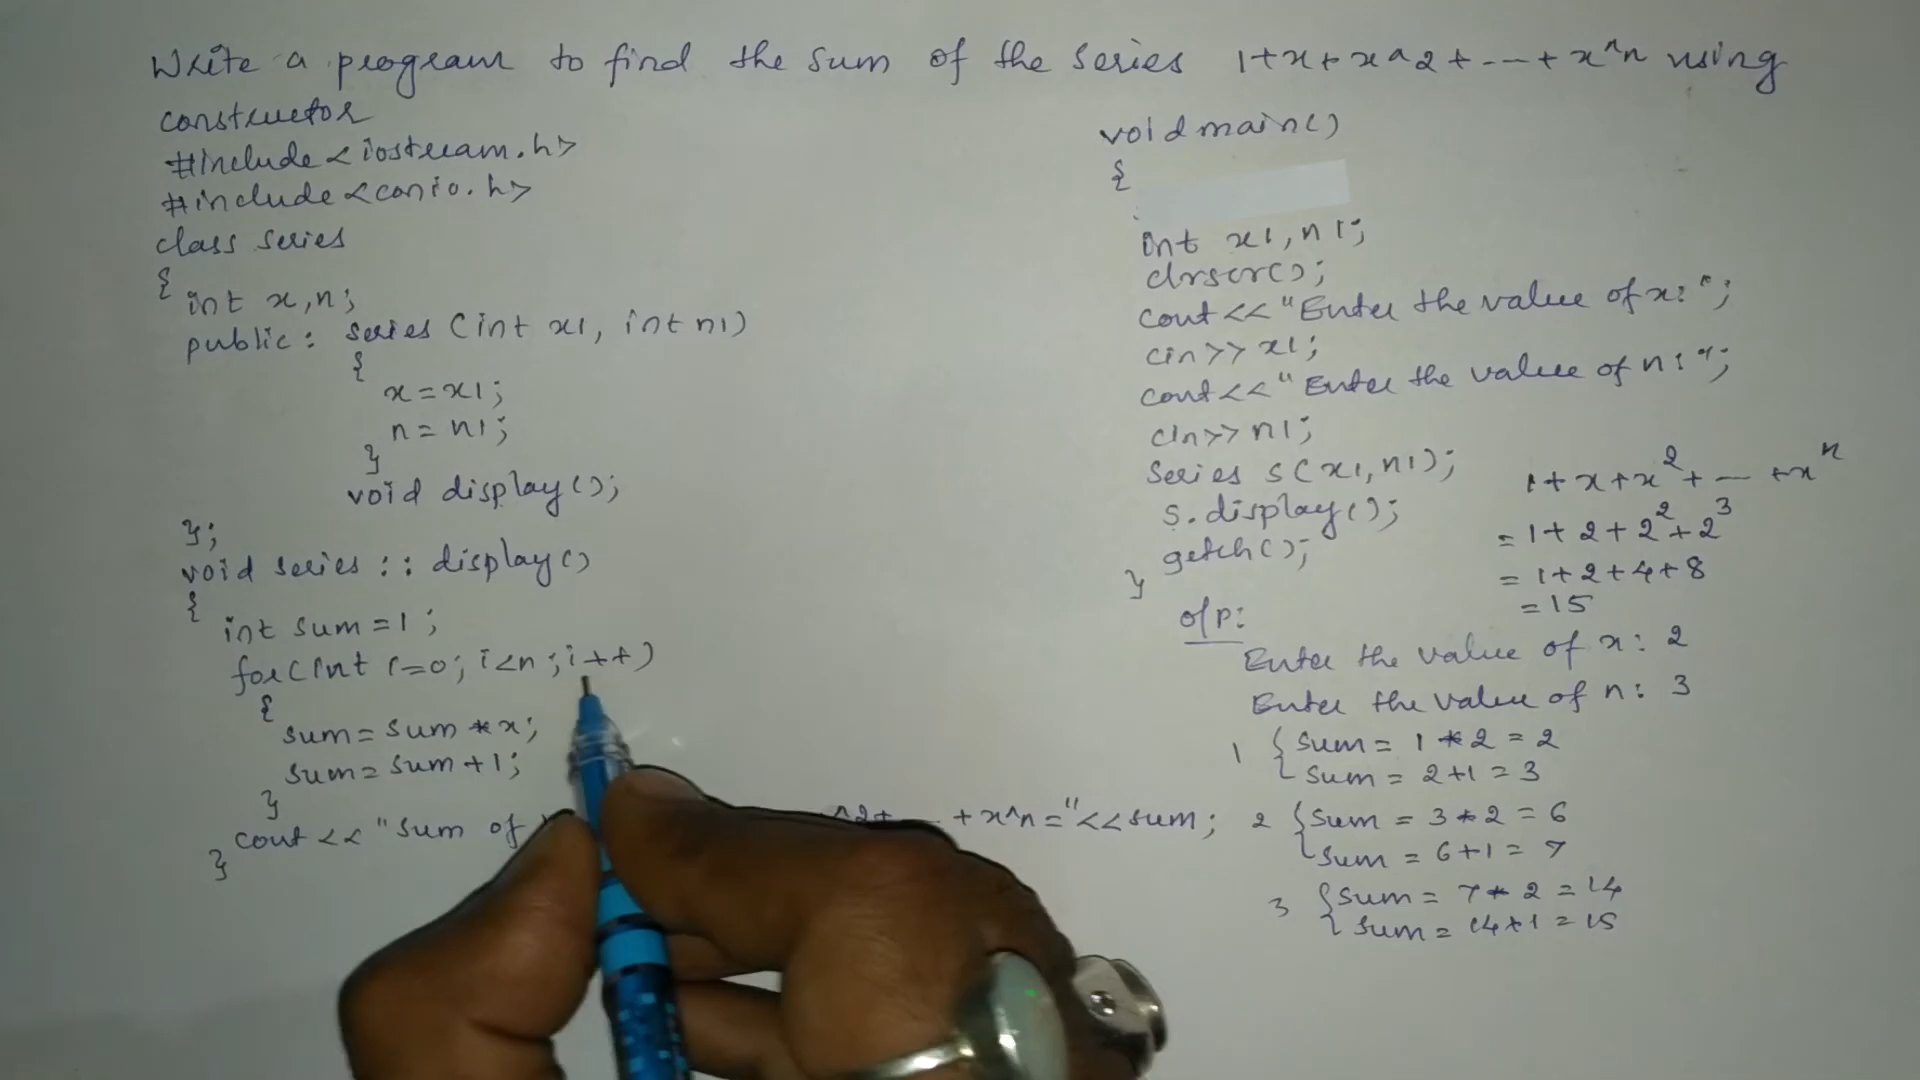 Write a program to find the sum of the series 1+x+x^2+---+x^n using
constructor
#include<iostream.h>
#include<conio.h>
class series
{
int x,n;
public: series (int x1, int n1)
{
x=x1;
n=n1;
}
void display();
};
void series::display()
{
int sum=1;
for(int i=0; i<n; i++)
{
sum=sum*x;
sum=sum+1;
}
cout<<"Sum of ^2+ +x^n="<<sum;
}
void main()
{
int x1,n1;
clrscr();
cout<<"Enter the value of x:";
cin>>x1;
cout<<"Enter the value of n:";
cin>>n1;
series s(x1,n1);
s.display();
getch();
}
1+x+x²+---+xⁿ
=1+2+2²+2³
=1+2+4+8
=15
o/p:
Enter the value of x: 2
Enter the value of n: 3
1 { sum = 1*2 = 2
sum = 2+1 = 3
2 { sum = 3*2 = 6
sum = 6+1 = 7
3 { sum = 7*2 = 14
sum = 14+1 = 15